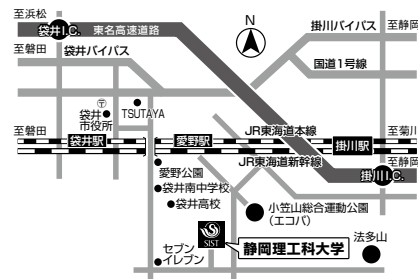 至浜松
袋井I.C.
東名高速道路
N
掛川バイパス
至静岡
至磐田
袋井バイパス
国道1号線
〒
袋井
市役所
TSUTAYA
至磐田
袋井駅
愛野駅
JR東海道本線
掛川駅
至菊川
JR東海道新幹線
至静岡
愛野公園
袋井南中学校
袋井高校
掛川I.C.
小笠山総合運動公園
(エコパ)
法多山
SIST
静岡理工科大学
セブン
イレブン